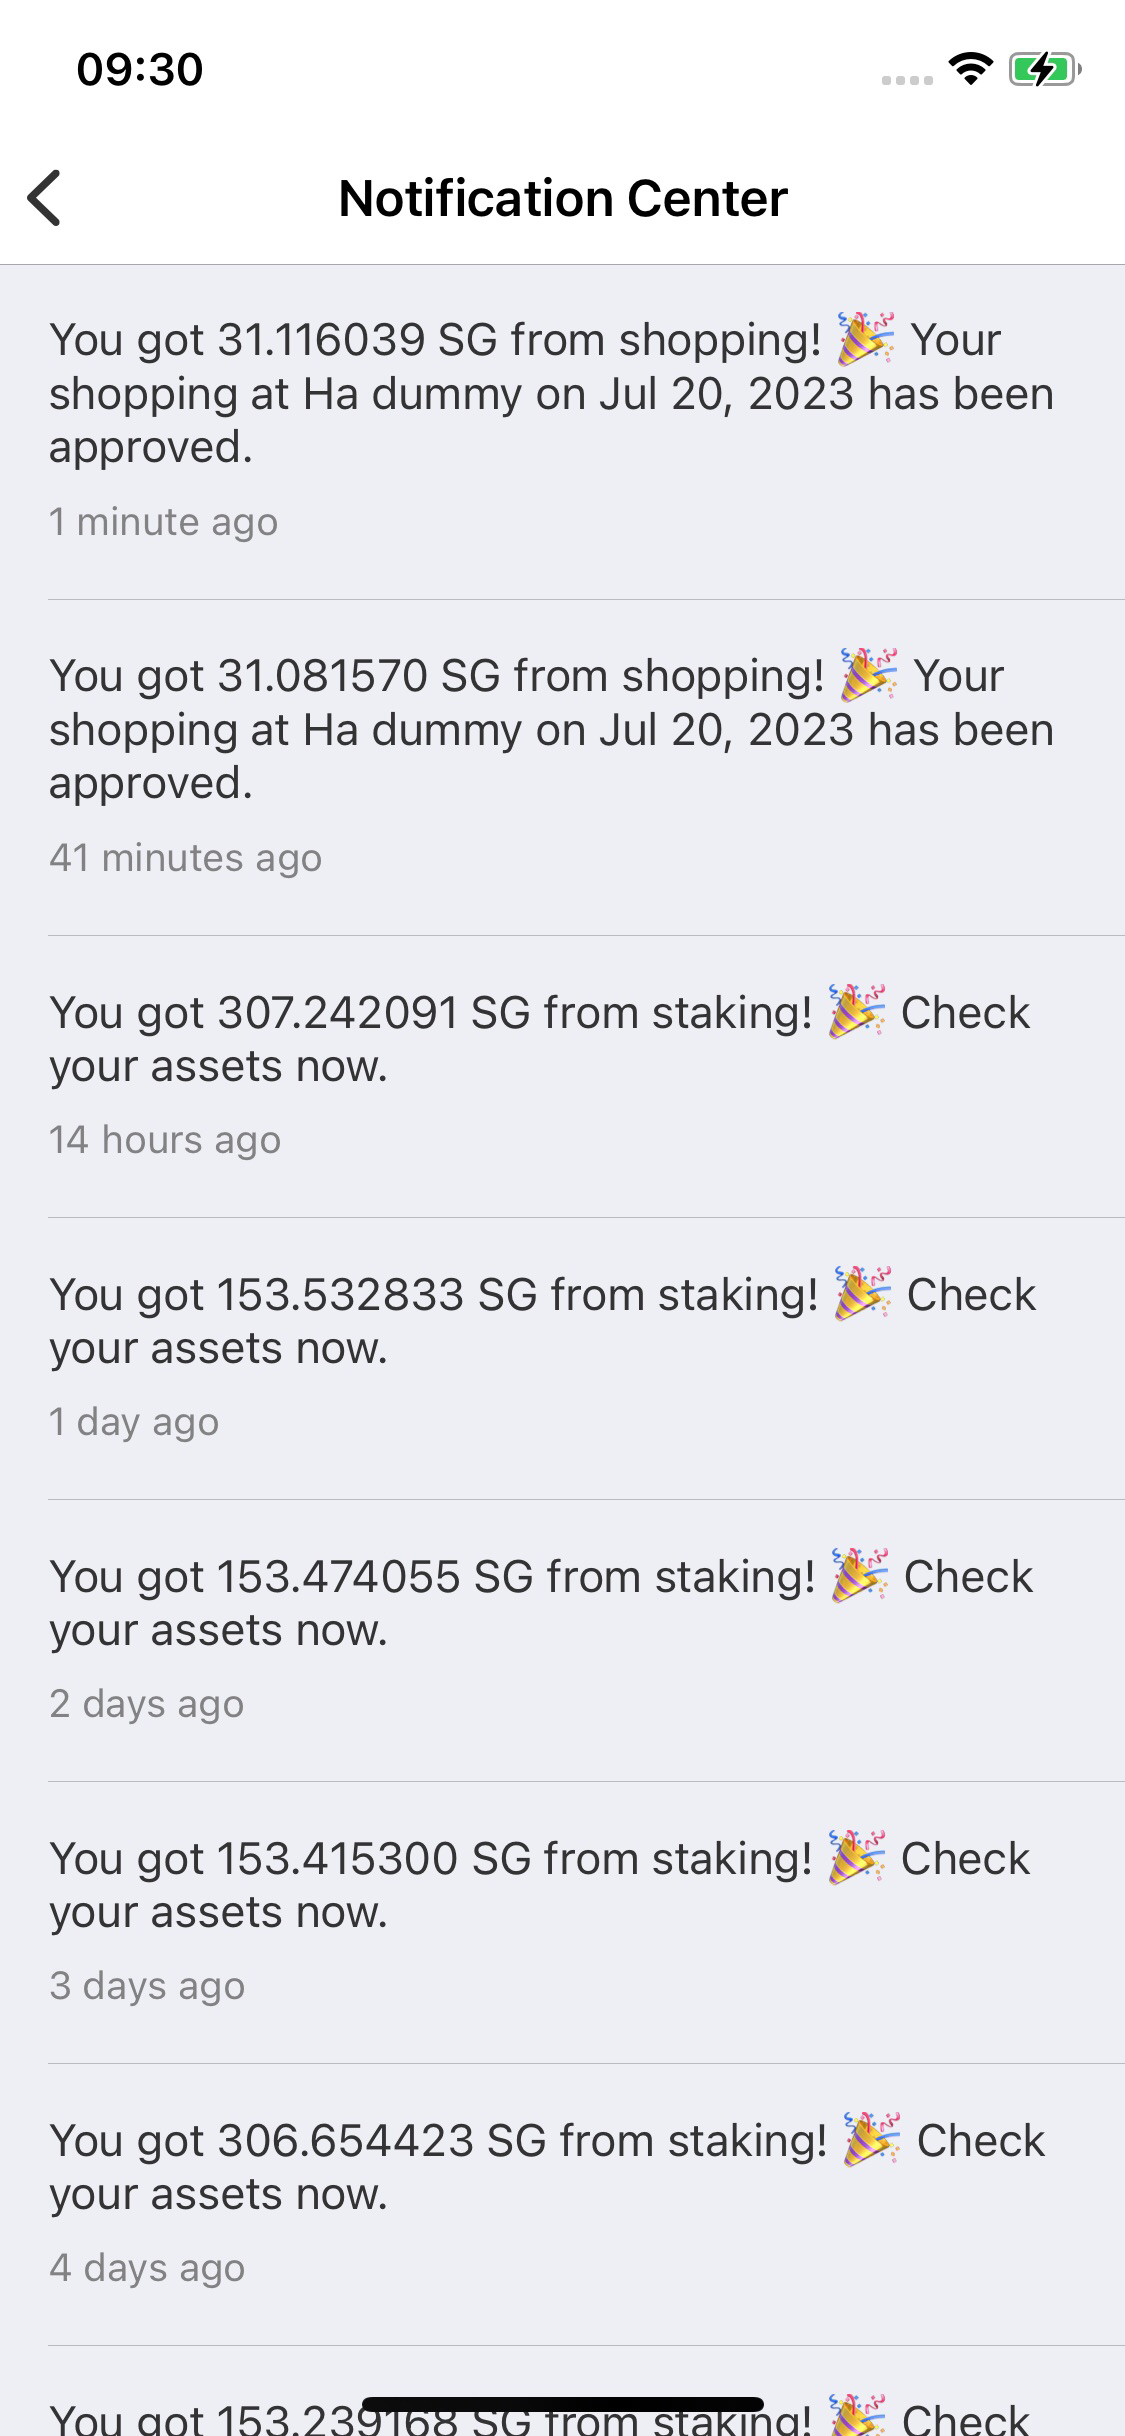 09:30
Notification Center
You got 31.116039 SG from shopping! 🎉 Your
shopping at Ha dummy on Jul 20, 2023 has been
approved.
1 minute ago
You got 31.081570 SG from shopping! 🎉 Your
shopping at Ha dummy on Jul 20, 2023 has been
approved.
41 minutes ago
You got 307.242091 SG from staking! 🎉 Check
your assets now.
14 hours ago
You got 153.532833 SG from staking! 🎉 Check
your assets now.
1 day ago
You got 153.474055 SG from staking! 🎉 Check
your assets now.
2 days ago
You got 153.415300 SG from staking! 🎉 Check
your assets now.
3 days ago
You got 306.654423 SG from staking! 🎉 Check
your assets now.
4 days ago
You got 153.239168 SG from staking! 🎉 Check